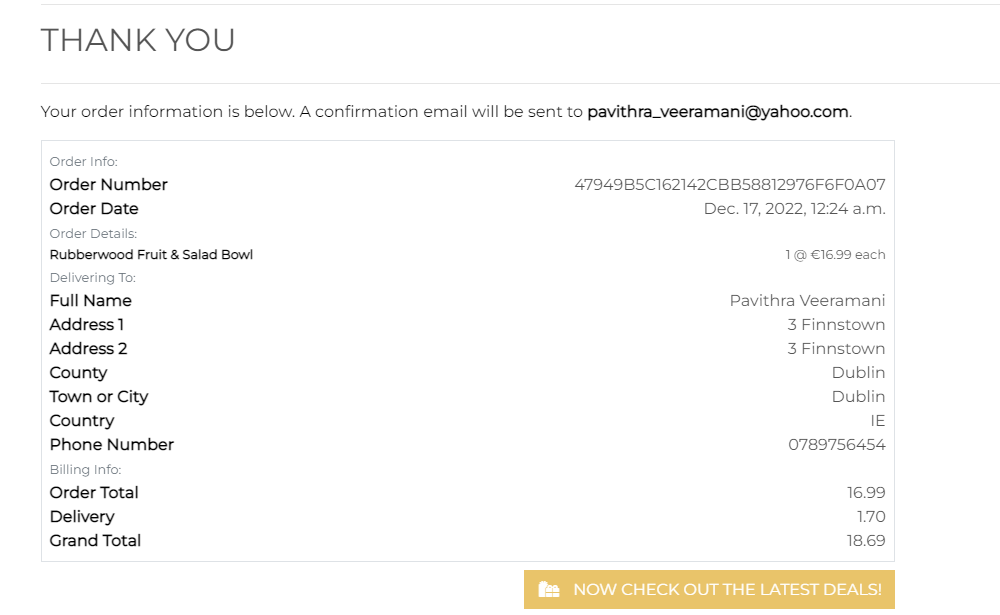 THANK YOU
Your order information is below. A confirmation email will be sent to pavithra_veeramani@yahoo.com.
Order Info:
Order Number 47949B5C162142CBB58812976F6F0A07
Order Date Dec. 17, 2022, 12:24 a.m.
Order Details:
Rubberwood Fruit & Salad Bowl 1 @ €16.99 each
Delivering To:
Full Name Pavithra Veeramani
Address 1 3 Finnstown
Address 2 3 Finnstown
County Dublin
Town or City Dublin
Country IE
Phone Number 0789756454
Billing Info:
Order Total 16.99
Delivery 1.70
Grand Total 18.69
NOW CHECK OUT THE LATEST DEALS!